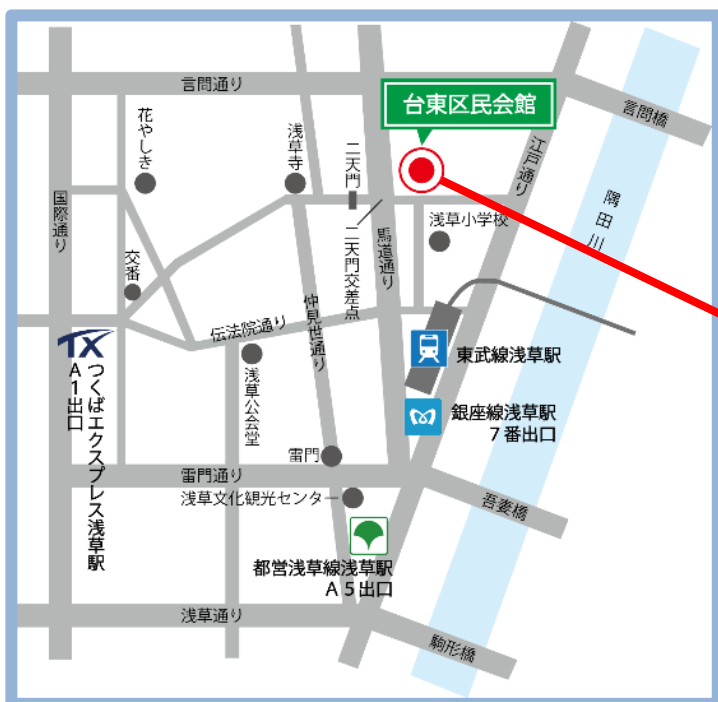 言問通り
台東区民会館
言問橋
花やしき
浅草寺
二天門
江戸通り
国際通り
隅田川
浅草小学校
馬道通り
二天門交差点
交番
仲見世通り
伝法院通り
TX
つくばエクスプレス浅草駅
A1出口
東武線浅草駅
浅草公会堂
銀座線浅草駅
7番出口
雷門
雷門通り
浅草文化観光センター
吾妻橋
都営浅草線浅草駅
A5出口
浅草通り
駒形橋